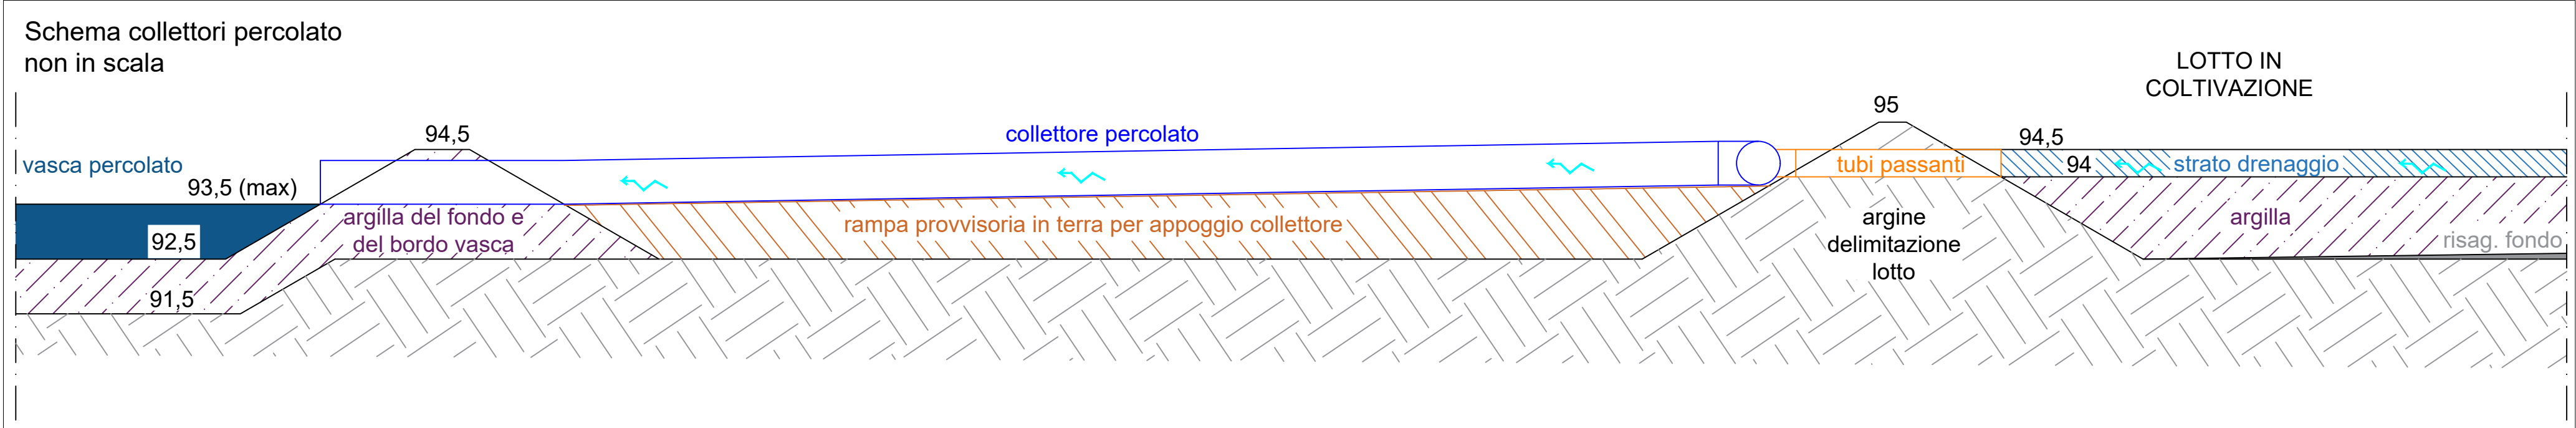 Schema collettori percolato
non in scala
LOTTO IN
COLTIVAZIONE
95
94,5
collettore percolato
94,5
vasca percolato
tubi passanti
94
strato drenaggio
93,5 (max)
argilla del fondo e
del bordo vasca
rampa provvisoria in terra per appoggio collettore
argine
delimitazione
lotto
argilla
92,5
risag. fondo
91,5